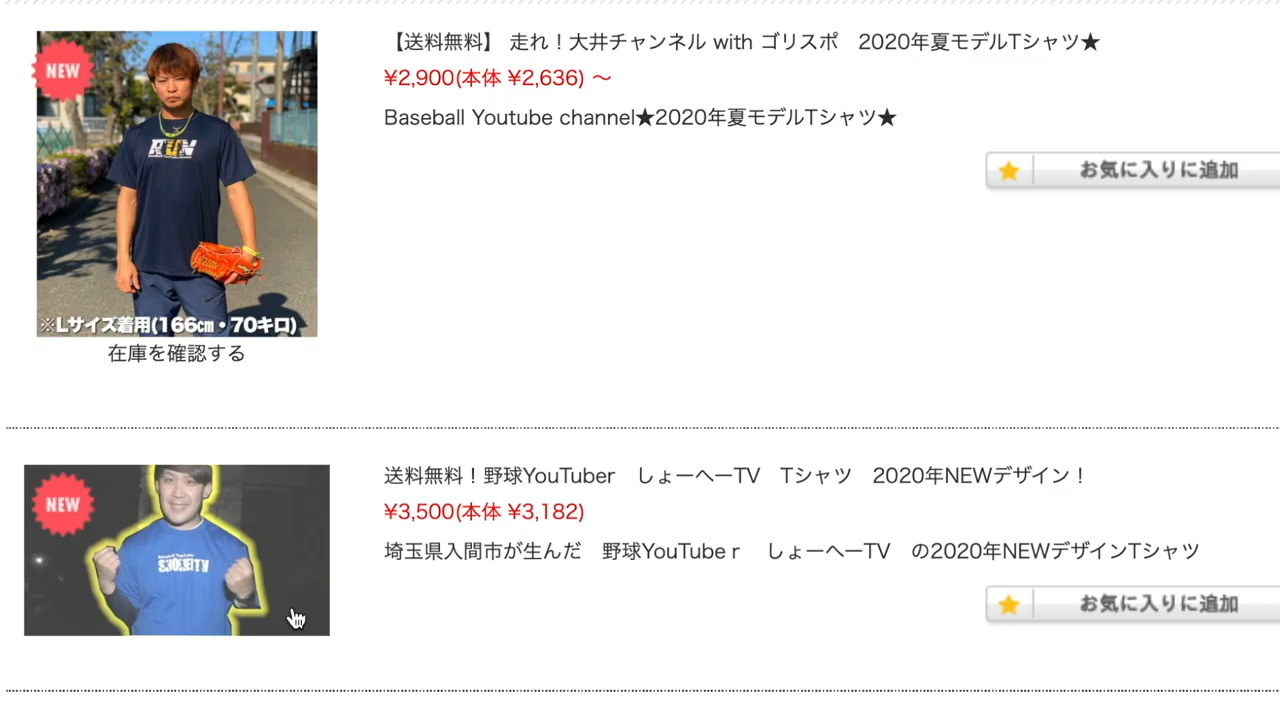 【送料無料】 走れ！大井チャンネル with ゴリスポ　2020年夏モデルTシャツ★
¥2,900(本体 ¥2,636) ～
Baseball Youtube channel★2020年夏モデルTシャツ★
お気に入りに追加
NEW
RUN
※Lサイズ着用(166㎝・70キロ)
在庫を確認する
送料無料！野球YouTuber　しょーへーTV　Tシャツ　2020年NEWデザイン！
¥3,500(本体 ¥3,182)
埼玉県入間市が生んだ　野球YouTubeｒ　しょーへーTV　の2020年NEWデザインTシャツ
お気に入りに追加
NEW
Baseball YouTuber